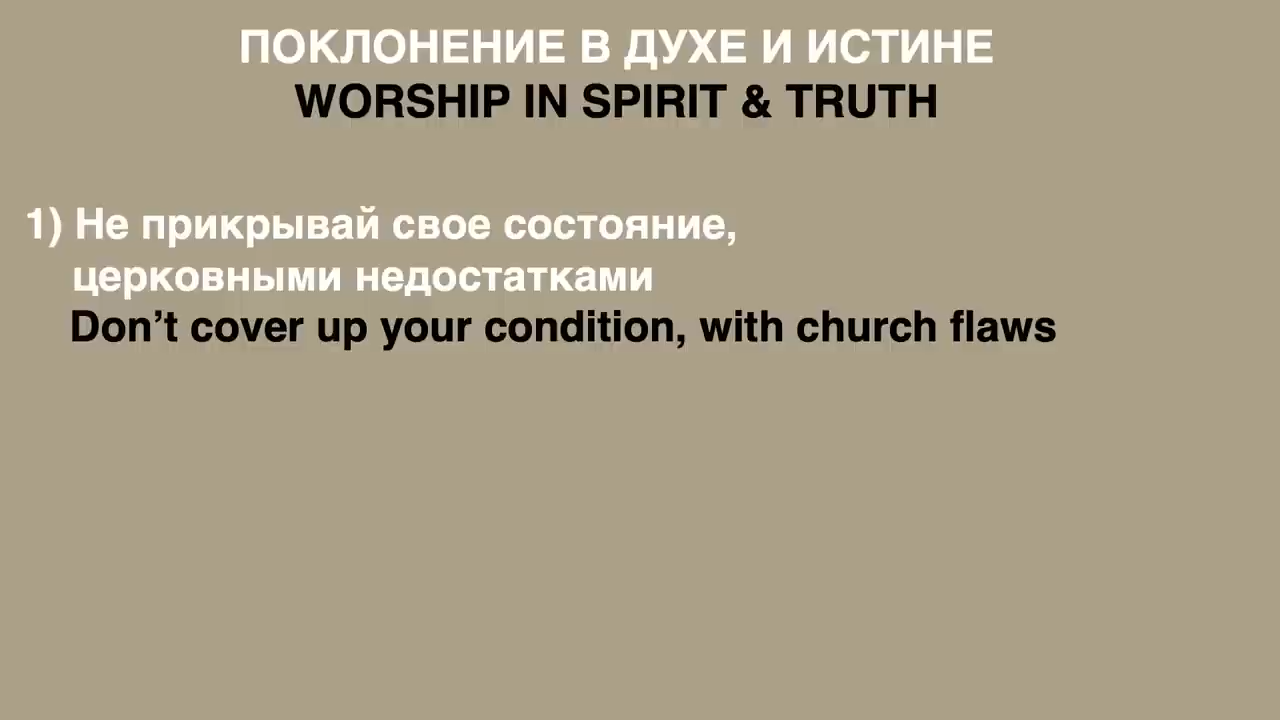 ПОКЛОНЕНИЕ В ДУХЕ И ИСТИНЕ
WORSHIP IN SPIRIT & TRUTH
1) Не прикрывай свое состояние,
церковными недостатками
Don’t cover up your condition, with church flaws